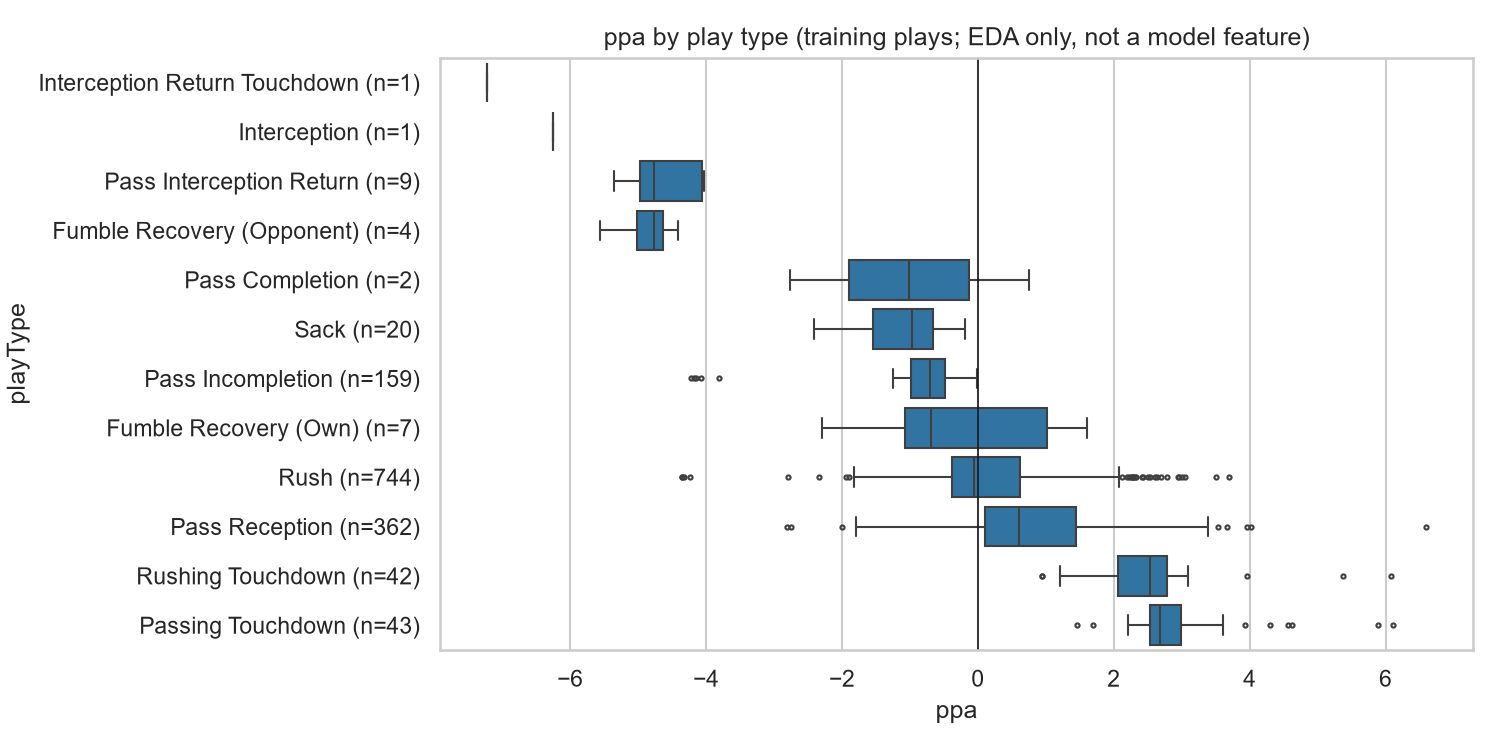 ppa by play type (training plays; EDA only, not a model feature)
Interception Return Touchdown (n=1)
Interception (n=1)
Pass Interception Return (n=9)
Fumble Recovery (Opponent) (n=4)
Pass Completion (n=2)
Sack (n=20)
Pass Incompletion (n=159)
Fumble Recovery (Own) (n=7)
Rush (n=744)
Pass Reception (n=362)
Rushing Touchdown (n=42)
Passing Touchdown (n=43)
playType
−6 −4 −2 0 2 4 6
ppa